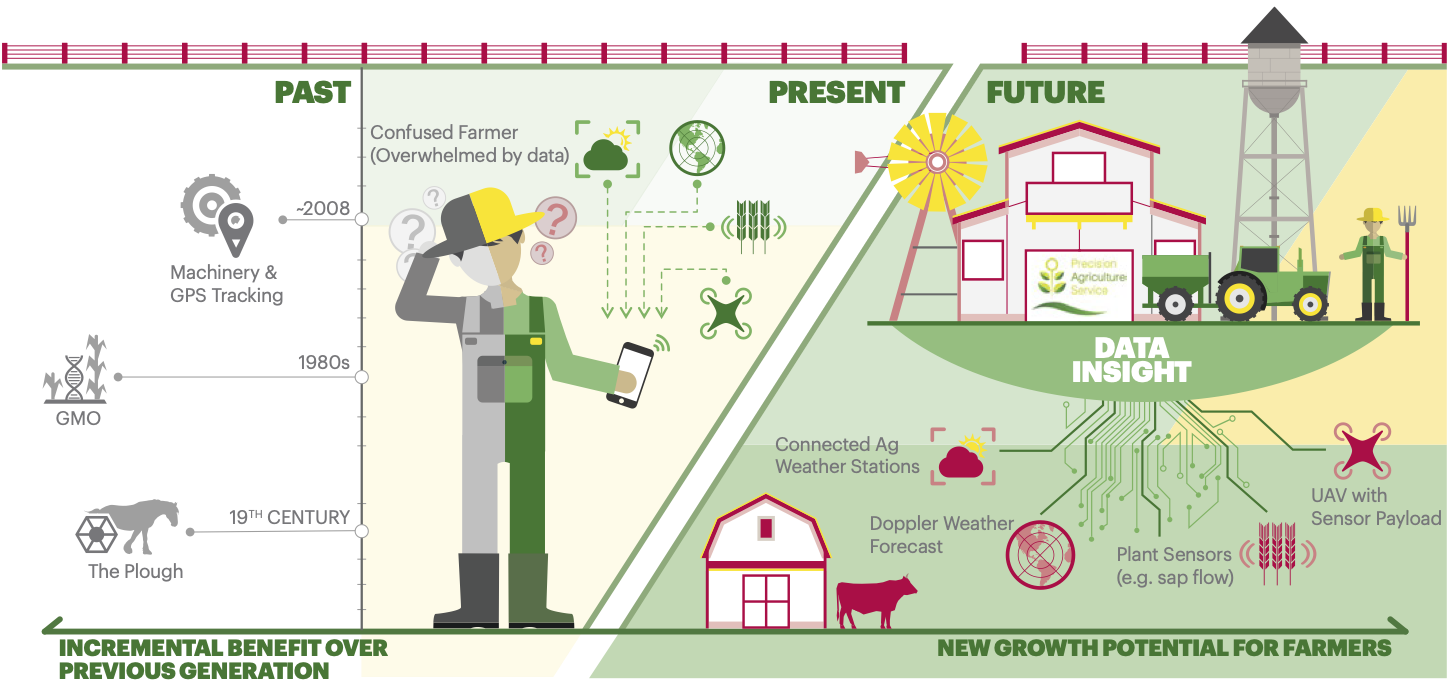 PAST
PRESENT
FUTURE
Confused Farmer
(Overwhelmed by data)
?
?
?
?
?
~2008
Machinery &
GPS Tracking
1980s
GMO
19TH CENTURY
The Plough
Precision
Agriculture
Service
DATA
INSIGHT
Connected Ag
Weather Stations
Doppler Weather
Forecast
Plant Sensors
(e.g. sap flow)
UAV with
Sensor Payload
INCREMENTAL BENEFIT OVER
PREVIOUS GENERATION
NEW GROWTH POTENTIAL FOR FARMERS